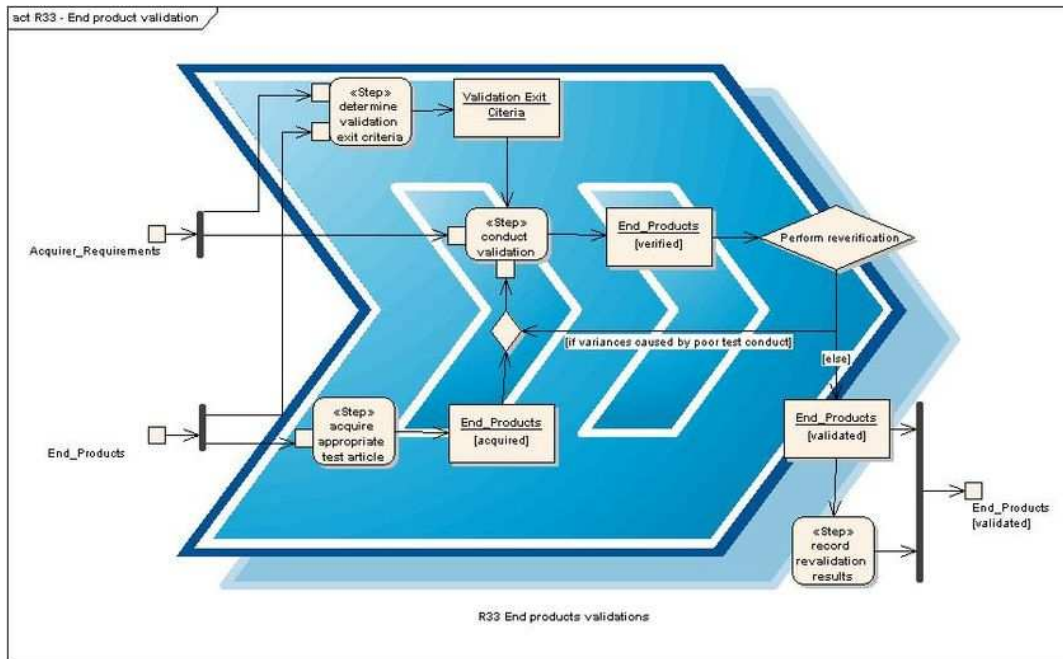 act R33 - End product validation
«Step»
determine
validation
exit criteria
Validation Exit
Citeria
Acquirer_Requirements
«Step»
conduct
validation
End_Products
[verified]
Perform reverification
[if variances caused by poor test conduct]
[else]
End_Products
«Step»
acquire
appropriate
test article
End_Products
[acquired]
End_Products
[validated]
End_Products
[validated]
«Step»
record
revalidation
results
R33 End products validations